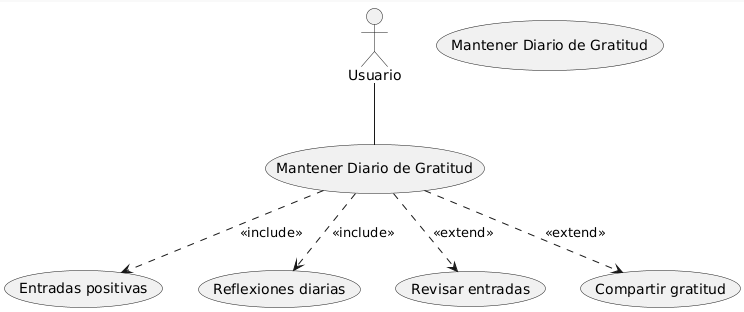 Mantener Diario de Gratitud
Usuario
Mantener Diario de Gratitud
«include»
«include»
«extend»
«extend»
Entradas positivas
Reflexiones diarias
Revisar entradas
Compartir gratitud